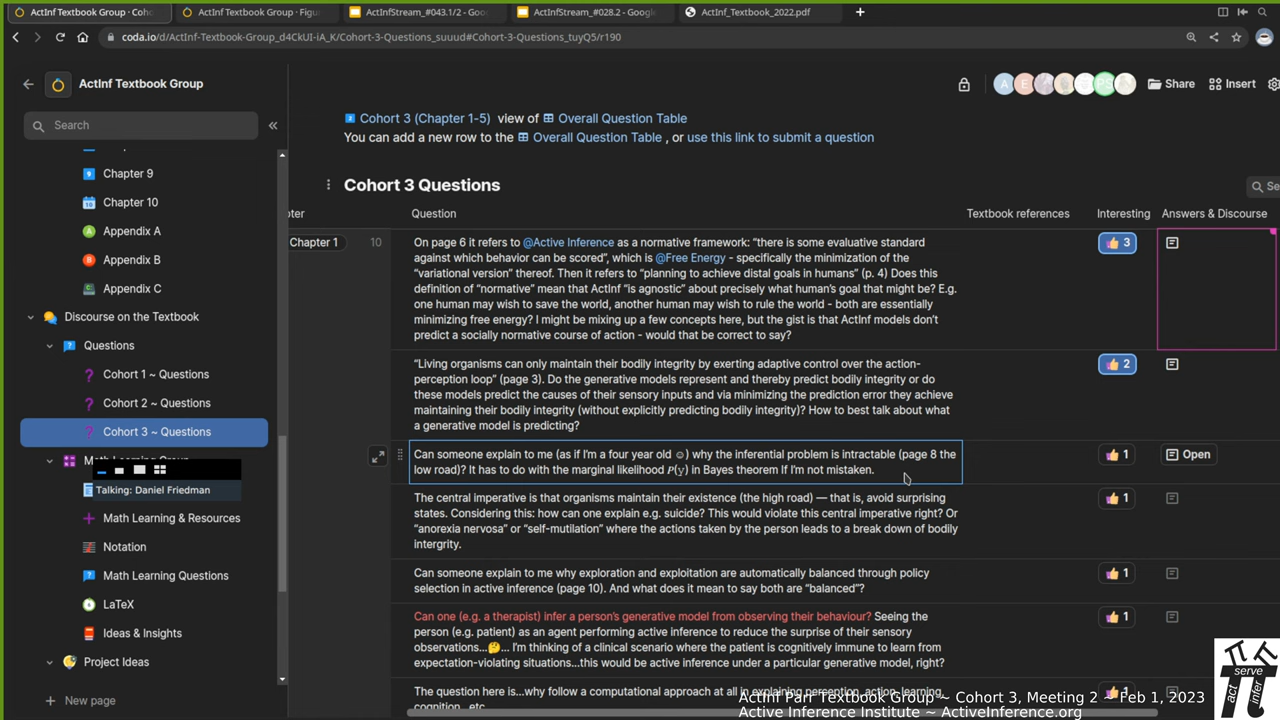 ActInf Textbook Group · Coh
ActInf Textbook Group · Figu
ActInfStream_#043.1/2 - Goo
ActInfStream_#028.2 - Google
ActInf_Textbook_2022.pdf
coda.io/d/ActInf-Textbook-Group_d4CkUI-iA_K/Cohort-3-Questions_suuud#Cohort-3-Questions_tuyQ5/r190
ActInf Textbook Group
Share
Insert
Search
Chapter 9
Chapter 10
Appendix A
Appendix B
Appendix C
Discourse on the Textbook
Questions
Cohort 1 ~ Questions
Cohort 2 ~ Questions
Cohort 3 ~ Questions
Talking: Daniel Friedman
Math Learning & Resources
Notation
Math Learning Questions
LaTeX
Ideas & Insights
Project Ideas
New page
Cohort 3 (Chapter 1-5) view of Overall Question Table
You can add a new row to the Overall Question Table , or use this link to submit a question
Cohort 3 Questions
Se
oter Question Textbook references Interesting Answers & Discourse
Chapter 1 10
On page 6 it refers to @Active Inference as a normative framework: “there is some evaluative standard
against which behavior can be scored”, which is @Free Energy - specifically the minimization of the
“variational version” thereof. Then it refers to “planning to achieve distal goals in humans” (p. 4) Does this
definition of “normative” mean that ActInf “is agnostic” about precisely what human’s goal that might be? E.g.
one human may wish to save the world, another human may wish to rule the world - both are essentially
minimizing free energy? I might be mixing up a few concepts here, but the gist is that ActInf models don’t
predict a socially normative course of action - would that be correct to say?
👍 3
“Living organisms can only maintain their bodily integrity by exerting adaptive control over the action-
perception loop” (page 3). Do the generative models represent and thereby predict bodily integrity or do
these models predict the causes of their sensory inputs and via minimizing the prediction error they achieve
maintaining their bodily integrity (without explicitly predicting bodily integrity)? How to best talk about what
a generative model is predicting?
👍 2
Can someone explain to me (as if I’m a four year old ☺) why the inferential problem is intractable (page 8 the
low road)? It has to do with the marginal likelihood P(y) in Bayes theorem If I’m not mistaken.
👍 1
Open
The central imperative is that organisms maintain their existence (the high road) — that is, avoid surprising
states. Considering this: how can one explain e.g. suicide? This would violate this central imperative right? Or
“anorexia nervosa” or “self-mutilation” where the actions taken by the person leads to a break down of bodily
intergrity.
👍 1
Can someone explain to me why exploration and exploitation are automatically balanced through policy
selection in active inference (page 10). And what does it mean to say both are “balanced”?
👍 1
Can one (e.g. a therapist) infer a person’s generative model from observing their behaviour? Seeing the
person (e.g. patient) as an agent performing active inference to reduce the surprise of their sensory
observations...🤔... I’m thinking of a clinical scenario where the patient is cognitively immune to learn from
expectation-violating situations...this would be active inference under a particular generative model, right?
👍 1
The question here is...why follow a computational approach at all in explaining perception, action, learning,
cognition, etc
ActInf Parr Textbook Group ~ Cohort 3, Meeting 2 ~ Feb 1, 2023
Active Inference Institute ~ ActiveInference.org
act
serve
infer